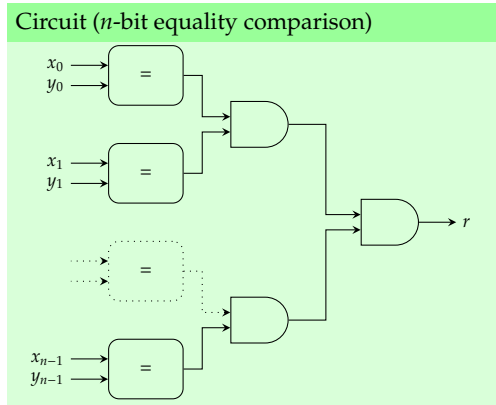 Circuit (n-bit equality comparison)
x₀
y₀
=
x₁
y₁
=
r
=
xₙ₋₁
yₙ₋₁
=